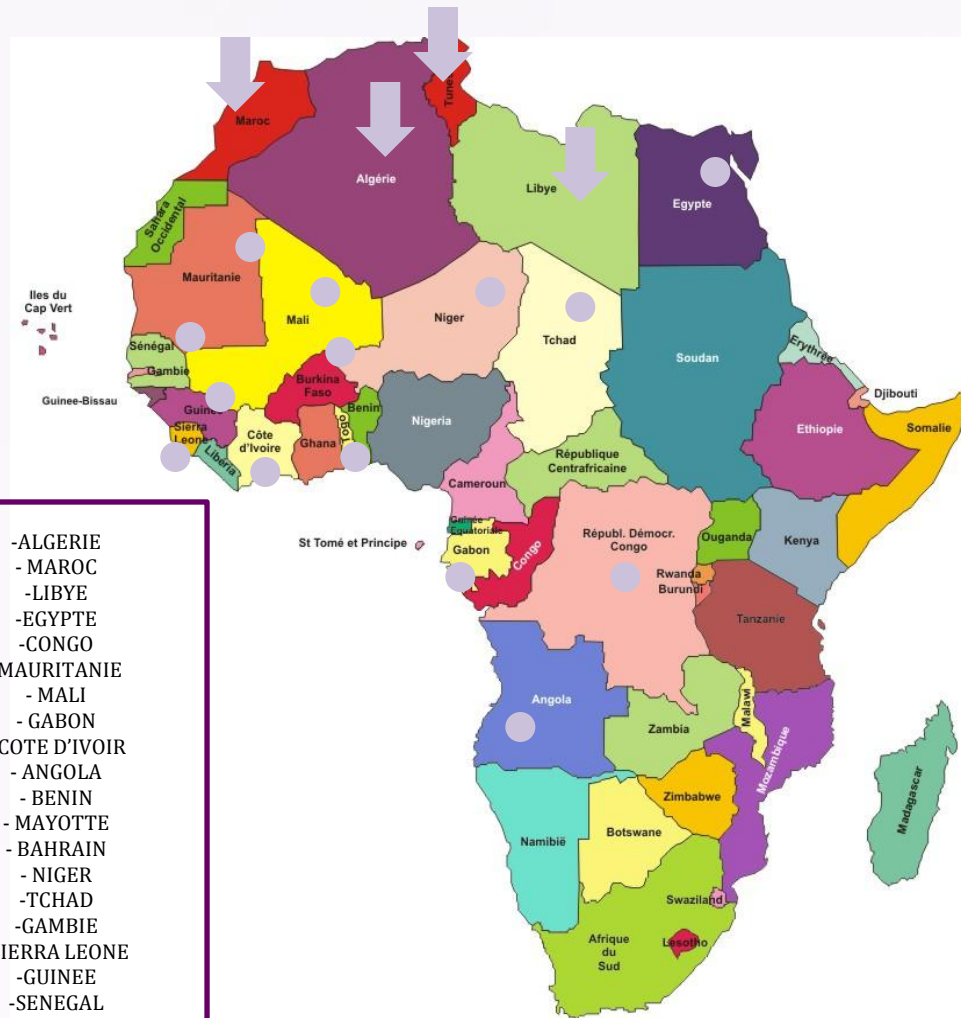 Maroc
Tunes
Algérie
Libye
Egypte
Sahara
Occidental
Mauritanie
Iles du
Cap Vert
Mali
Niger
Tchad
Soudan
Erythrée
Sénégal
Gambie
Burkina
Faso
Djibouti
Guinee-Bissau
Guinée
Benin
Nigeria
Ethiopie
Somalie
Sierra
Leone
Côte
d'Ivoire
Ghana
Togo
Libéria
République
Centrafricaine
Cameroun
Guinée
Equatoriale
St Tomé et Principe
Gabon
Congo
Républ. Démocr.
Congo
Ouganda
Kenya
Rwanda
Burundi
Tanzanie
Angola
Zambia
Malawi
Mozambique
Madagascar
Zimbabwe
Namibië
Botswane
Swaziland
Lesotho
Afrique
du
Sud
-ALGERIE
- MAROC
-LIBYE
-EGYPTE
-CONGO
MAURITANIE
- MALI
- GABON
COTE D'IVOIR
- ANGOLA
- BENIN
- MAYOTTE
- BAHRAIN
- NIGER
-TCHAD
-GAMBIE
IERRA LEONE
-GUINEE
-SENEGAL